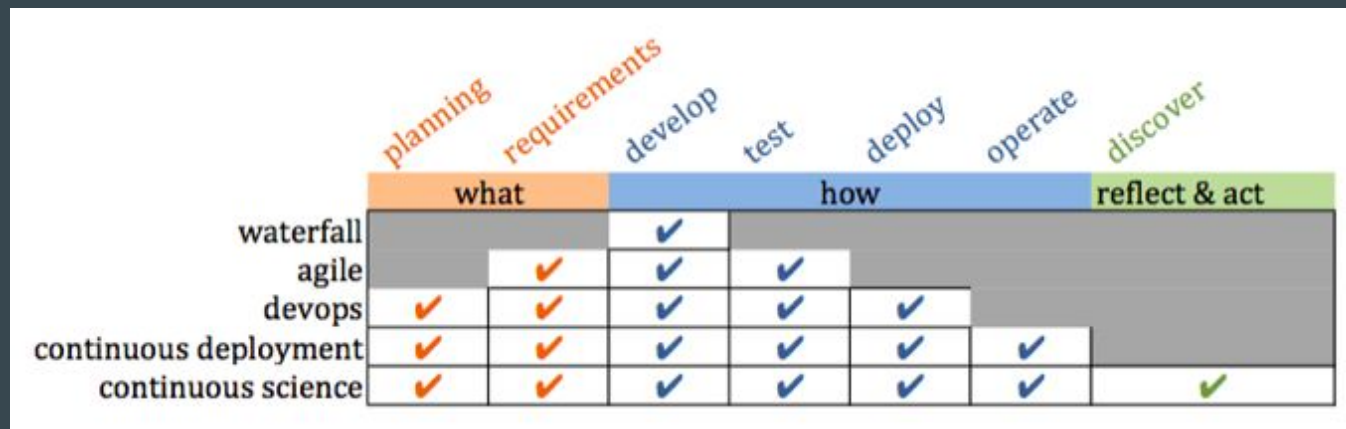 planning
requirements
develop
test
deploy
operate
discover
what how reflect & act
waterfall ✔
agile ✔ ✔ ✔
devops ✔ ✔ ✔ ✔ ✔
continuous deployment ✔ ✔ ✔ ✔ ✔ ✔
continuous science ✔ ✔ ✔ ✔ ✔ ✔ ✔